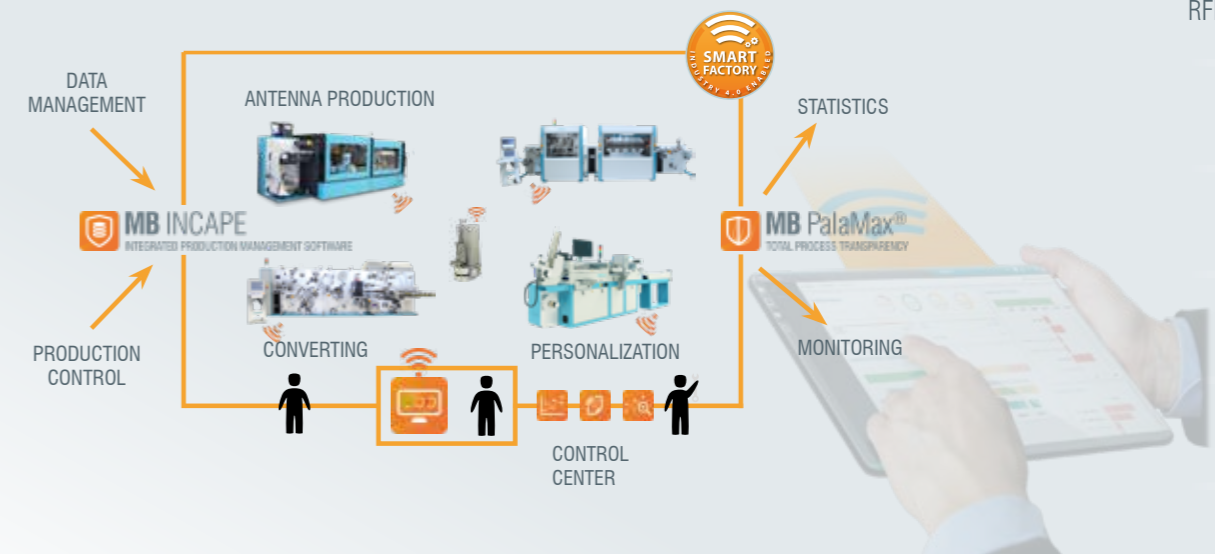 RF
SMART
FACTORY
INDUSTRY 4.0 ENABLED
DATA
MANAGEMENT
ANTENNA PRODUCTION
STATISTICS
MB INCAPE
INTEGRATED PRODUCTION MANAGEMENT SOFTWARE
MB PalaMax®
TOTAL PROCESS TRANSPARENCY
PRODUCTION
CONTROL
CONVERTING
PERSONALIZATION
MONITORING
CONTROL
CENTER